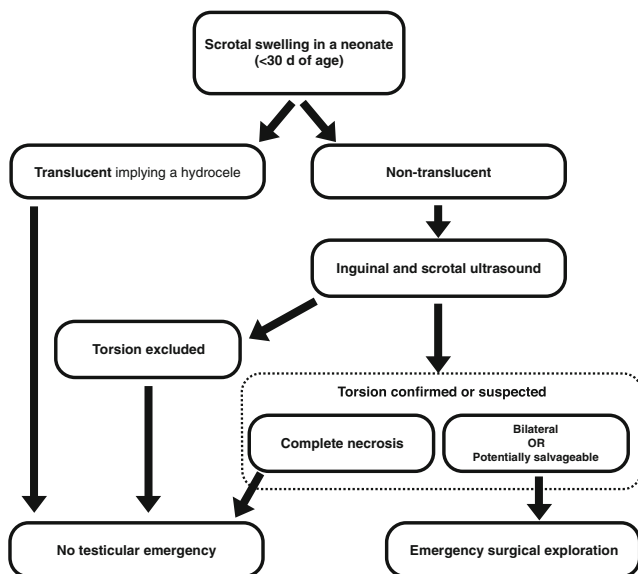 Scrotal swelling in a neonate
(<30 d of age)
Translucent implying a hydrocele
Non-translucent
Inguinal and scrotal ultrasound
Torsion excluded
Torsion confirmed or suspected
Complete necrosis
Bilateral
OR
Potentially salvageable
No testicular emergency
Emergency surgical exploration